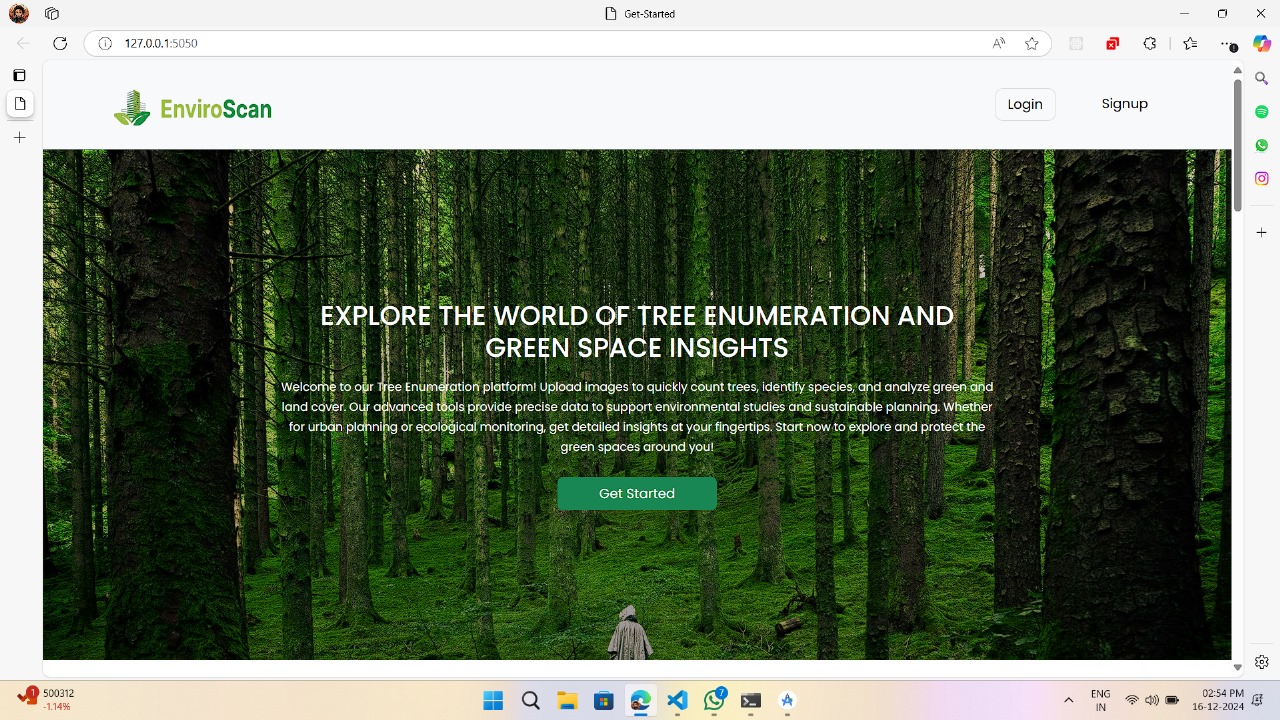 Get-Started
127.0.0.1:5050
EnviroScan
Login
Signup
EXPLORE THE WORLD OF TREE ENUMERATION AND
GREEN SPACE INSIGHTS
Welcome to our Tree Enumeration platform! Upload images to quickly count trees, identify species, and analyze green and
land cover. Our advanced tools provide precise data to support environmental studies and sustainable planning. Whether
for urban planning or ecological monitoring, get detailed insights at your fingertips. Start now to explore and protect the
green spaces around you!
Get Started
1
500312
-1.14%
7
ENG
IN
02:54 PM
16-12-2024